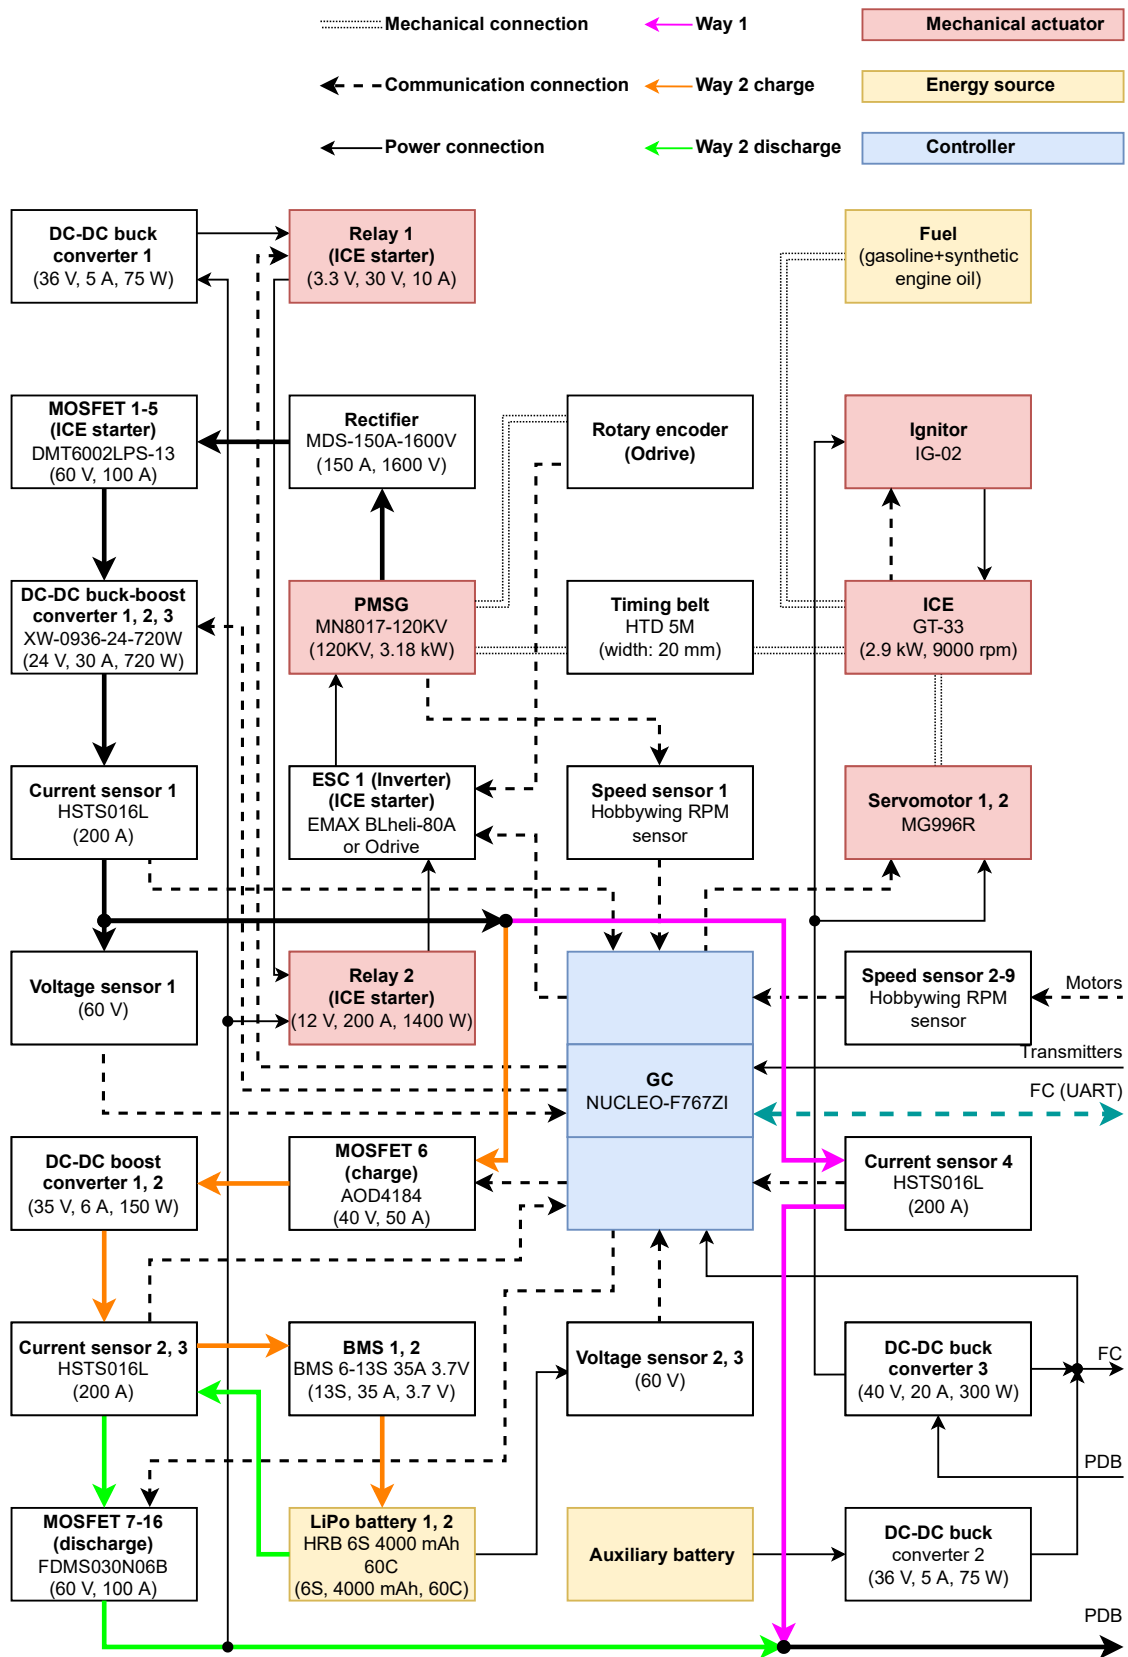 Mechanical connection
Way 1
Mechanical actuator
Communication connection
Way 2 charge
Energy source
Power connection
Way 2 discharge
Controller
DC-DC buck
converter 1
(36 V, 5 A, 75 W)
Relay 1
(ICE starter)
(3.3 V, 30 V, 10 A)
Fuel
(gasoline+synthetic
engine oil)
MOSFET 1-5
(ICE starter)
DMT6002LPS-13
(60 V, 100 A)
Rectifier
MDS-150A-1600V
(150 A, 1600 V)
Rotary encoder
(Odrive)
Ignitor
IG-02
DC-DC buck-boost
converter 1, 2, 3
XW-0936-24-720W
(24 V, 30 A, 720 W)
PMSG
MN8017-120KV
(120KV, 3.18 kW)
Timing belt
HTD 5M
(width: 20 mm)
ICE
GT-33
(2.9 kW, 9000 rpm)
Current sensor 1
HSTS016L
(200 A)
ESC 1 (Inverter)
(ICE starter)
EMAX BLheli-80A
or Odrive
Speed sensor 1
Hobbywing RPM
sensor
Servomotor 1, 2
MG996R
Voltage sensor 1
(60 V)
Relay 2
(ICE starter)
(12 V, 200 A, 1400 W)
Speed sensor 2-9
Hobbywing RPM
sensor
Motors
Transmitters
GC
NUCLEO-F767ZI
FC (UART)
DC-DC boost
converter 1, 2
(35 V, 6 A, 150 W)
MOSFET 6
(charge)
AOD4184
(40 V, 50 A)
Current sensor 4
HSTS016L
(200 A)
Current sensor 2, 3
HSTS016L
(200 A)
BMS 1, 2
BMS 6-13S 35A 3.7V
(13S, 35 A, 3.7 V)
Voltage sensor 2, 3
(60 V)
DC-DC buck
converter 3
(40 V, 20 A, 300 W)
FC
PDB
MOSFET 7-16
(discharge)
FDMS030N06B
(60 V, 100 A)
LiPo battery 1, 2
HRB 6S 4000 mAh
60C
(6S, 4000 mAh, 60C)
Auxiliary battery
DC-DC buck
converter 2
(36 V, 5 A, 75 W)
PDB